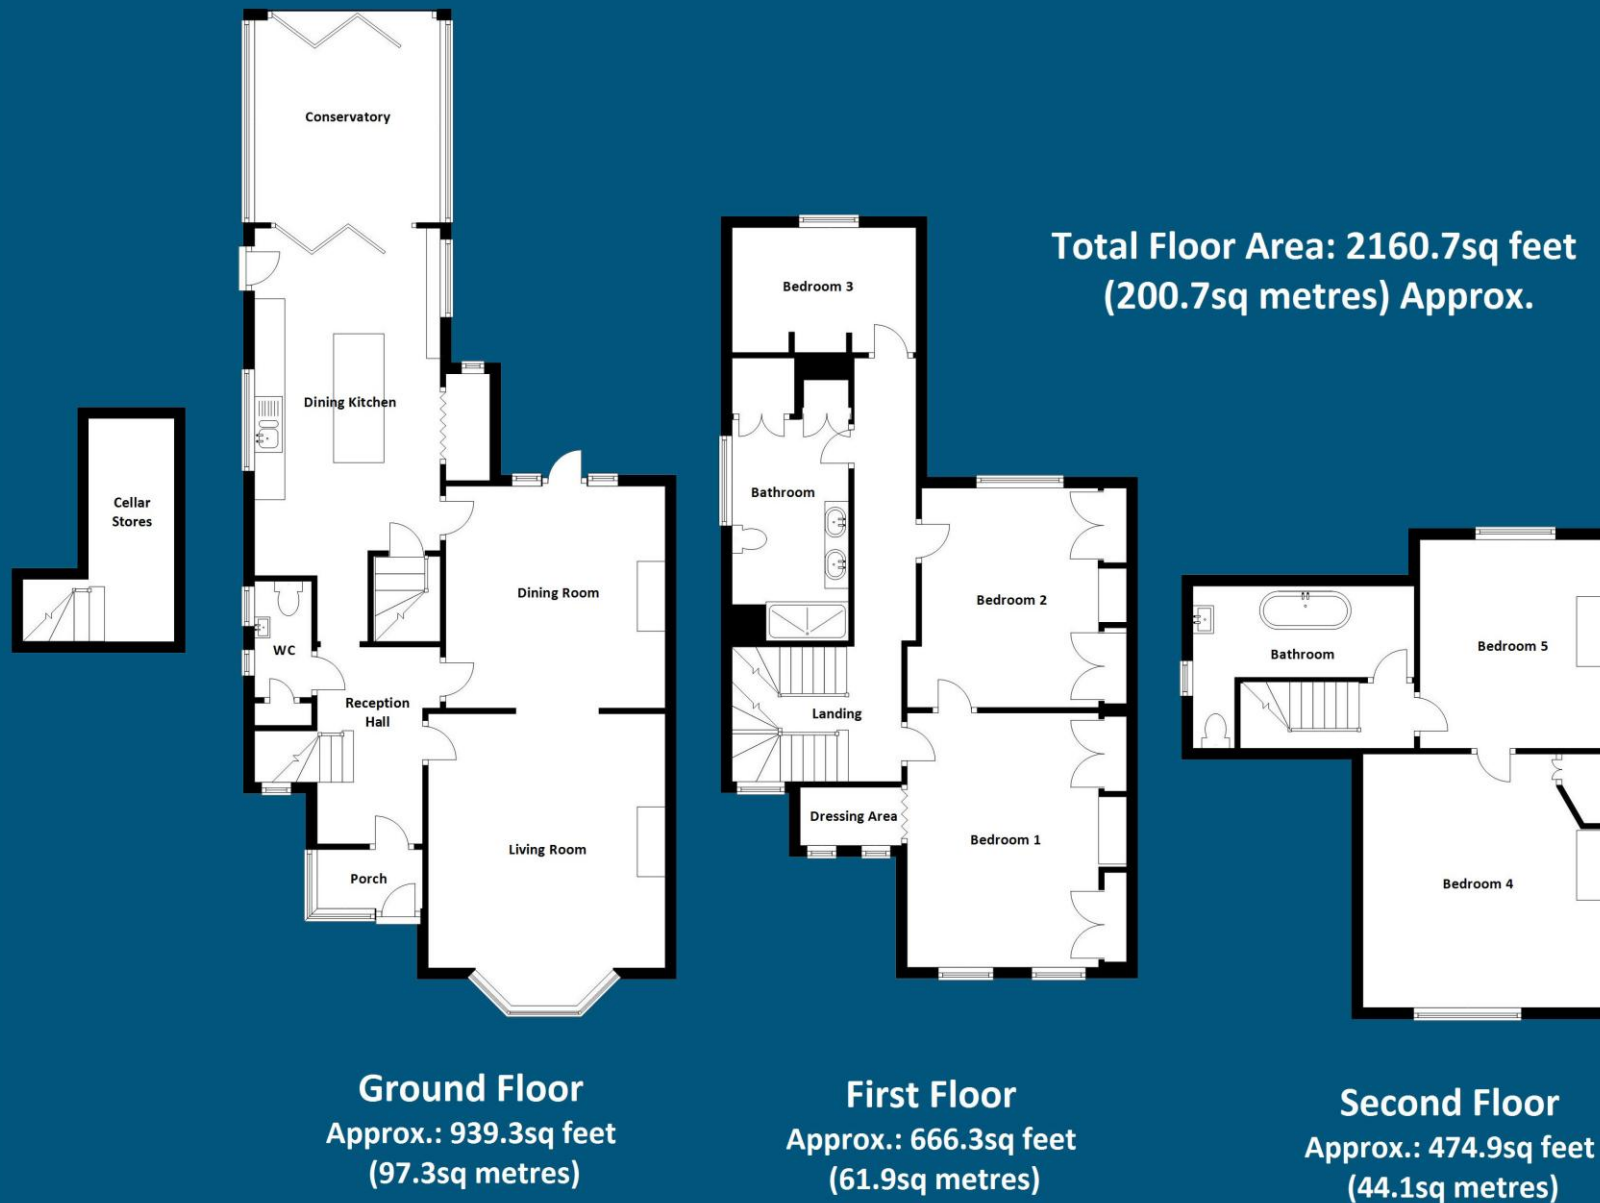 Conservatory
Dining Kitchen
Cellar
Stores
WC
Dining Room
Reception
Hall
Living Room
Porch
Ground Floor
Approx.: 939.3sq feet
(97.3sq metres)
Bedroom 3
Bathroom
Bedroom 2
Landing
Dressing Area
Bedroom 1
First Floor
Approx.: 666.3sq feet
(61.9sq metres)
Total Floor Area: 2160.7sq feet
(200.7sq metres) Approx.
Bathroom
Bedroom 5
Bedroom 4
Second Floor
Approx.: 474.9sq feet
(44.1sq metres)